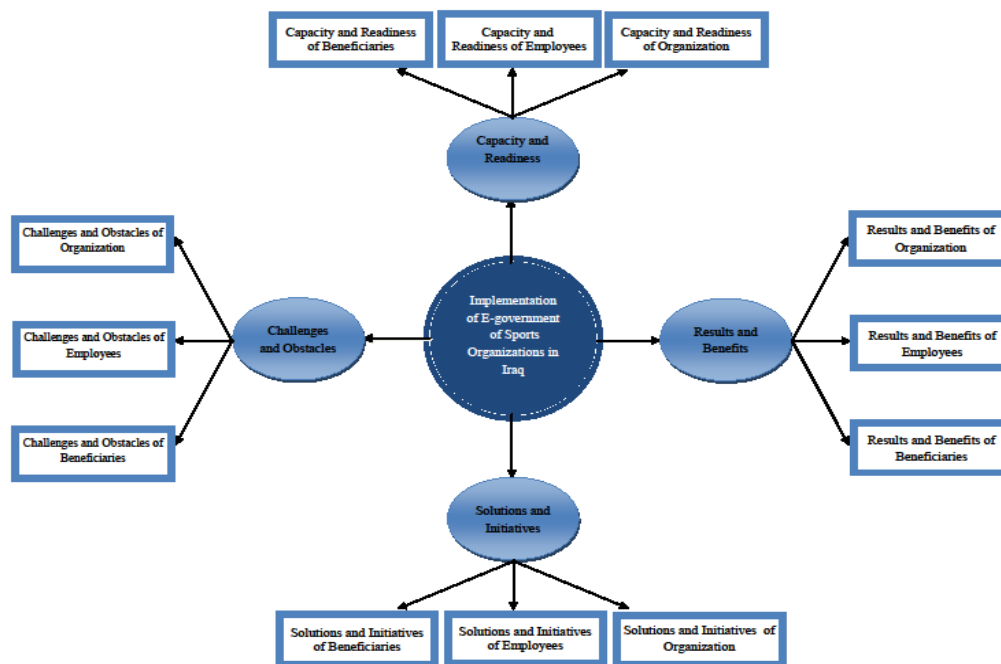 Capacity and Readiness
of Beneficiaries
Capacity and
Readiness of Employees
Capacity and Readiness
of Organization
Capacity and
Readiness
Challenges and Obstacles of
Organization
Challenges and Obstacles of
Employees
Challenges and Obstacles of
Beneficiaries
Challenges
and Obstacles
Implementation
of E-government
of Sports
Organizations in
Iraq
Results and
Benefits
Results and Benefits of
Organization
Results and Benefits of
Employees
Results and Benefits of
Beneficiaries
Solutions and
Initiatives
Solutions and Initiatives
of Beneficiaries
Solutions and Initiatives
of Employees
Solutions and Initiatives of
Organization